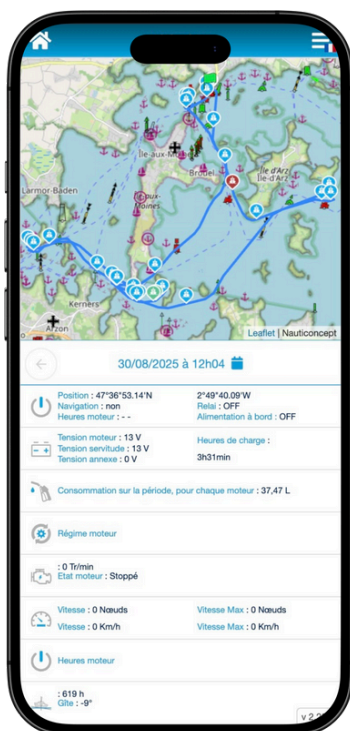 Île-aux-Moines
Brouel
Île d'Arz
Île d'Arz
Larmor-Baden
Kerners
Arzon
Leaflet | Nauticoncept
30/08/2025 à 12h04
Position : 47°36'53.14'N 2°49'40.09'W
Navigation : non Relai : OFF
Heures moteur : - - Alimentation à bord : OFF
Tension moteur : 13 V Heures de charge :
Tension servitude : 13 V
Tension annexe : 0 V 3h31min
Consommation sur la période, pour chaque moteur : 37,47 L
Régime moteur
: 0 Tr/min
Etat moteur : Stoppé
Vitesse : 0 Nœuds Vitesse Max : 0 Nœuds
Vitesse : 0 Km/h Vitesse Max : 0 Km/h
Heures moteur
: 619 h
Gîte : -9°